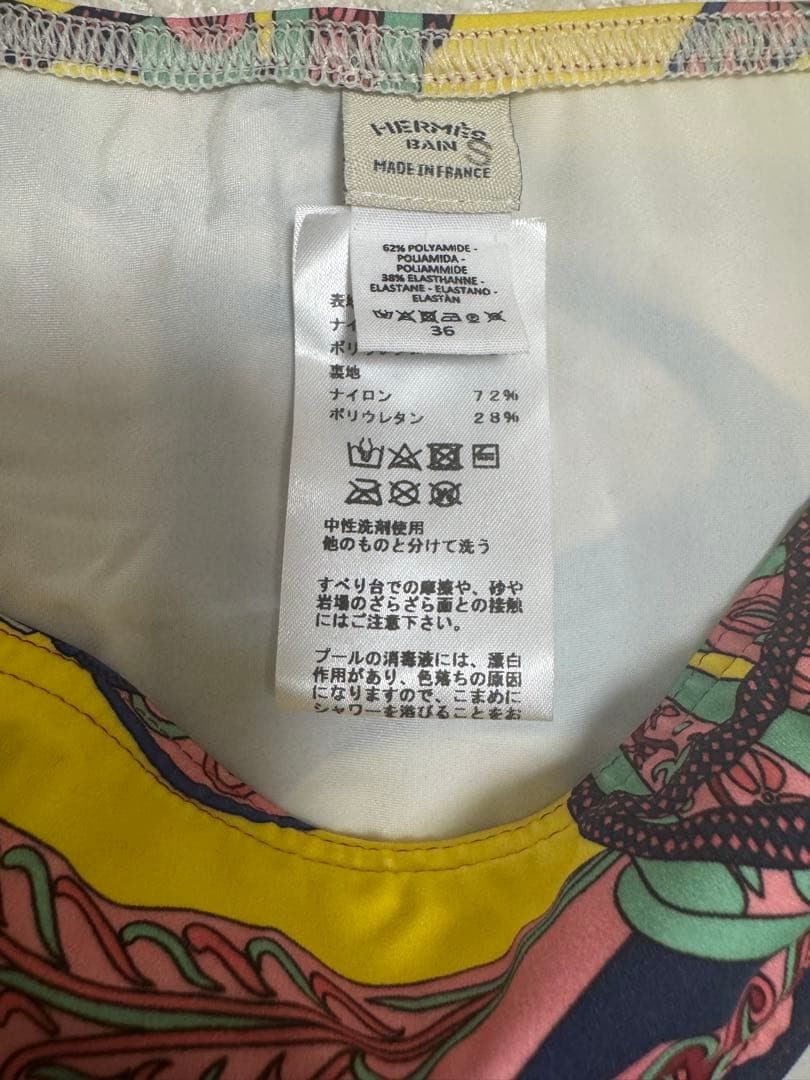 HERMÈS
BAIN
S
MADE IN FRANCE
62% POLYAMIDE -
POLIAMIDA -
POLIAMMIDE
38% ELASTHANNE -
ELASTANE - ELASTANO -
ELASTÁN
36
裏地
ナイロン 72%
ポリウレタン 28%
中性洗剤使用
他のものと分けて洗う
すべり台での摩擦や、砂や
岩場のざらざら面との接触
にはご注意下さい。
プールの消毒液には、漂白
作用があり、色落ちの原因
になりますので、こまめに
シャワーを浴びることをお